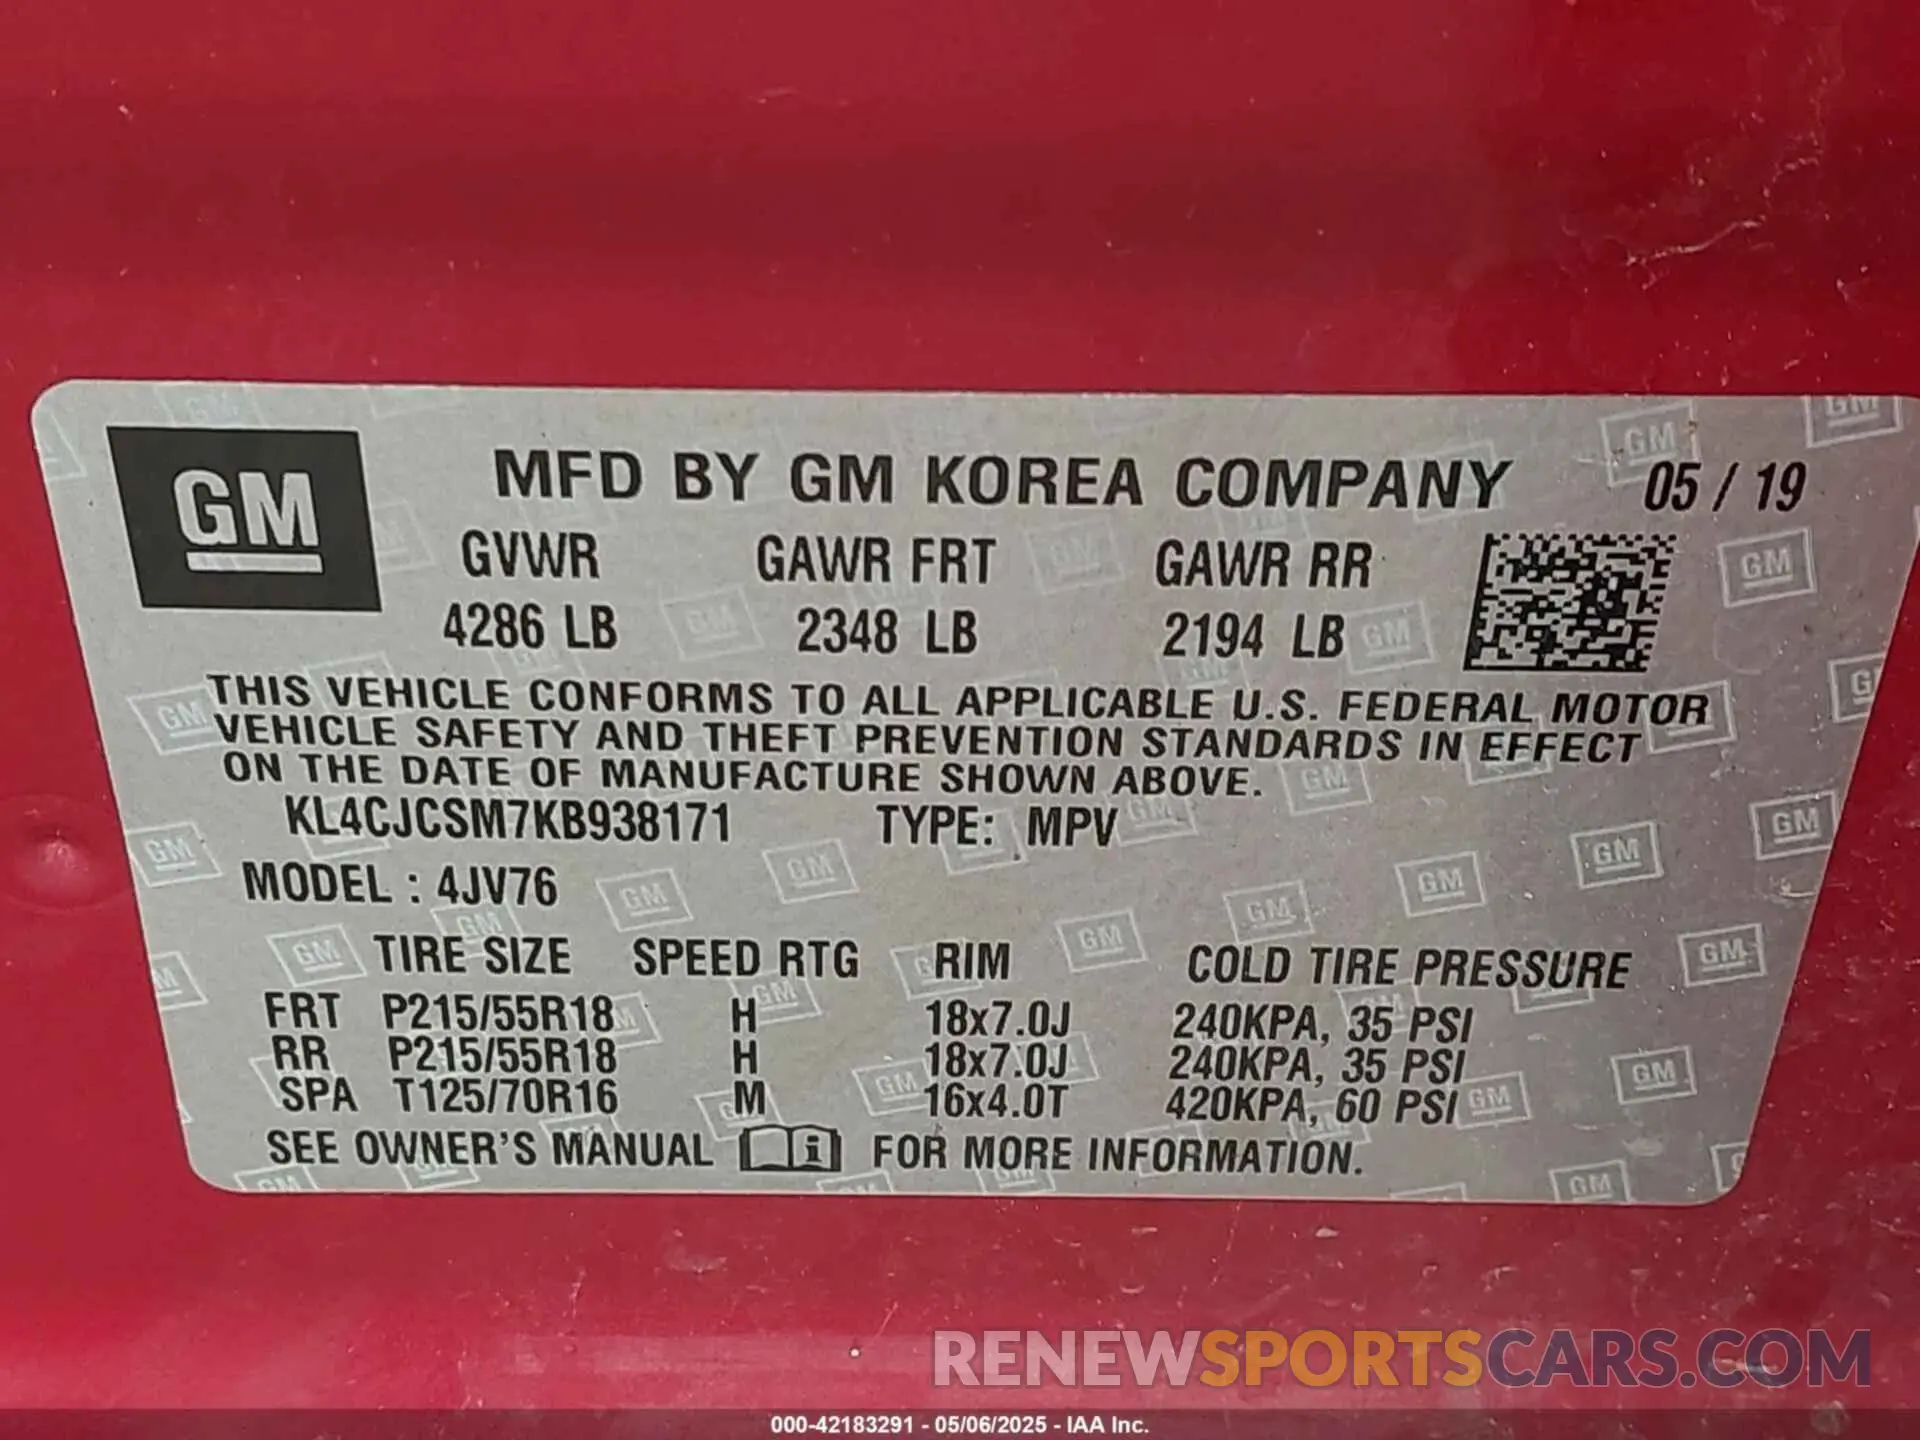 GM
MFD BY GM KOREA COMPANY 05 / 19
GVWR GAWR FRT GAWR RR
4286 LB 2348 LB 2194 LB
THIS VEHICLE CONFORMS TO ALL APPLICABLE U.S. FEDERAL MOTOR
VEHICLE SAFETY AND THEFT PREVENTION STANDARDS IN EFFECT
ON THE DATE OF MANUFACTURE SHOWN ABOVE.
KL4CJCSM7KB938171 TYPE: MPV
MODEL : 4JV76
TIRE SIZE SPEED RTG RIM COLD TIRE PRESSURE
FRT P215/55R18 H 18x7.0J 240KPA, 35 PSI
RR P215/55R18 H 18x7.0J 240KPA, 35 PSI
SPA T125/70R16 M 16x4.0T 420KPA, 60 PSI
SEE OWNER'S MANUAL i FOR MORE INFORMATION.
RENEWSPORTSCARS.COM
000-42183291 - 05/06/2025 - IAA Inc.